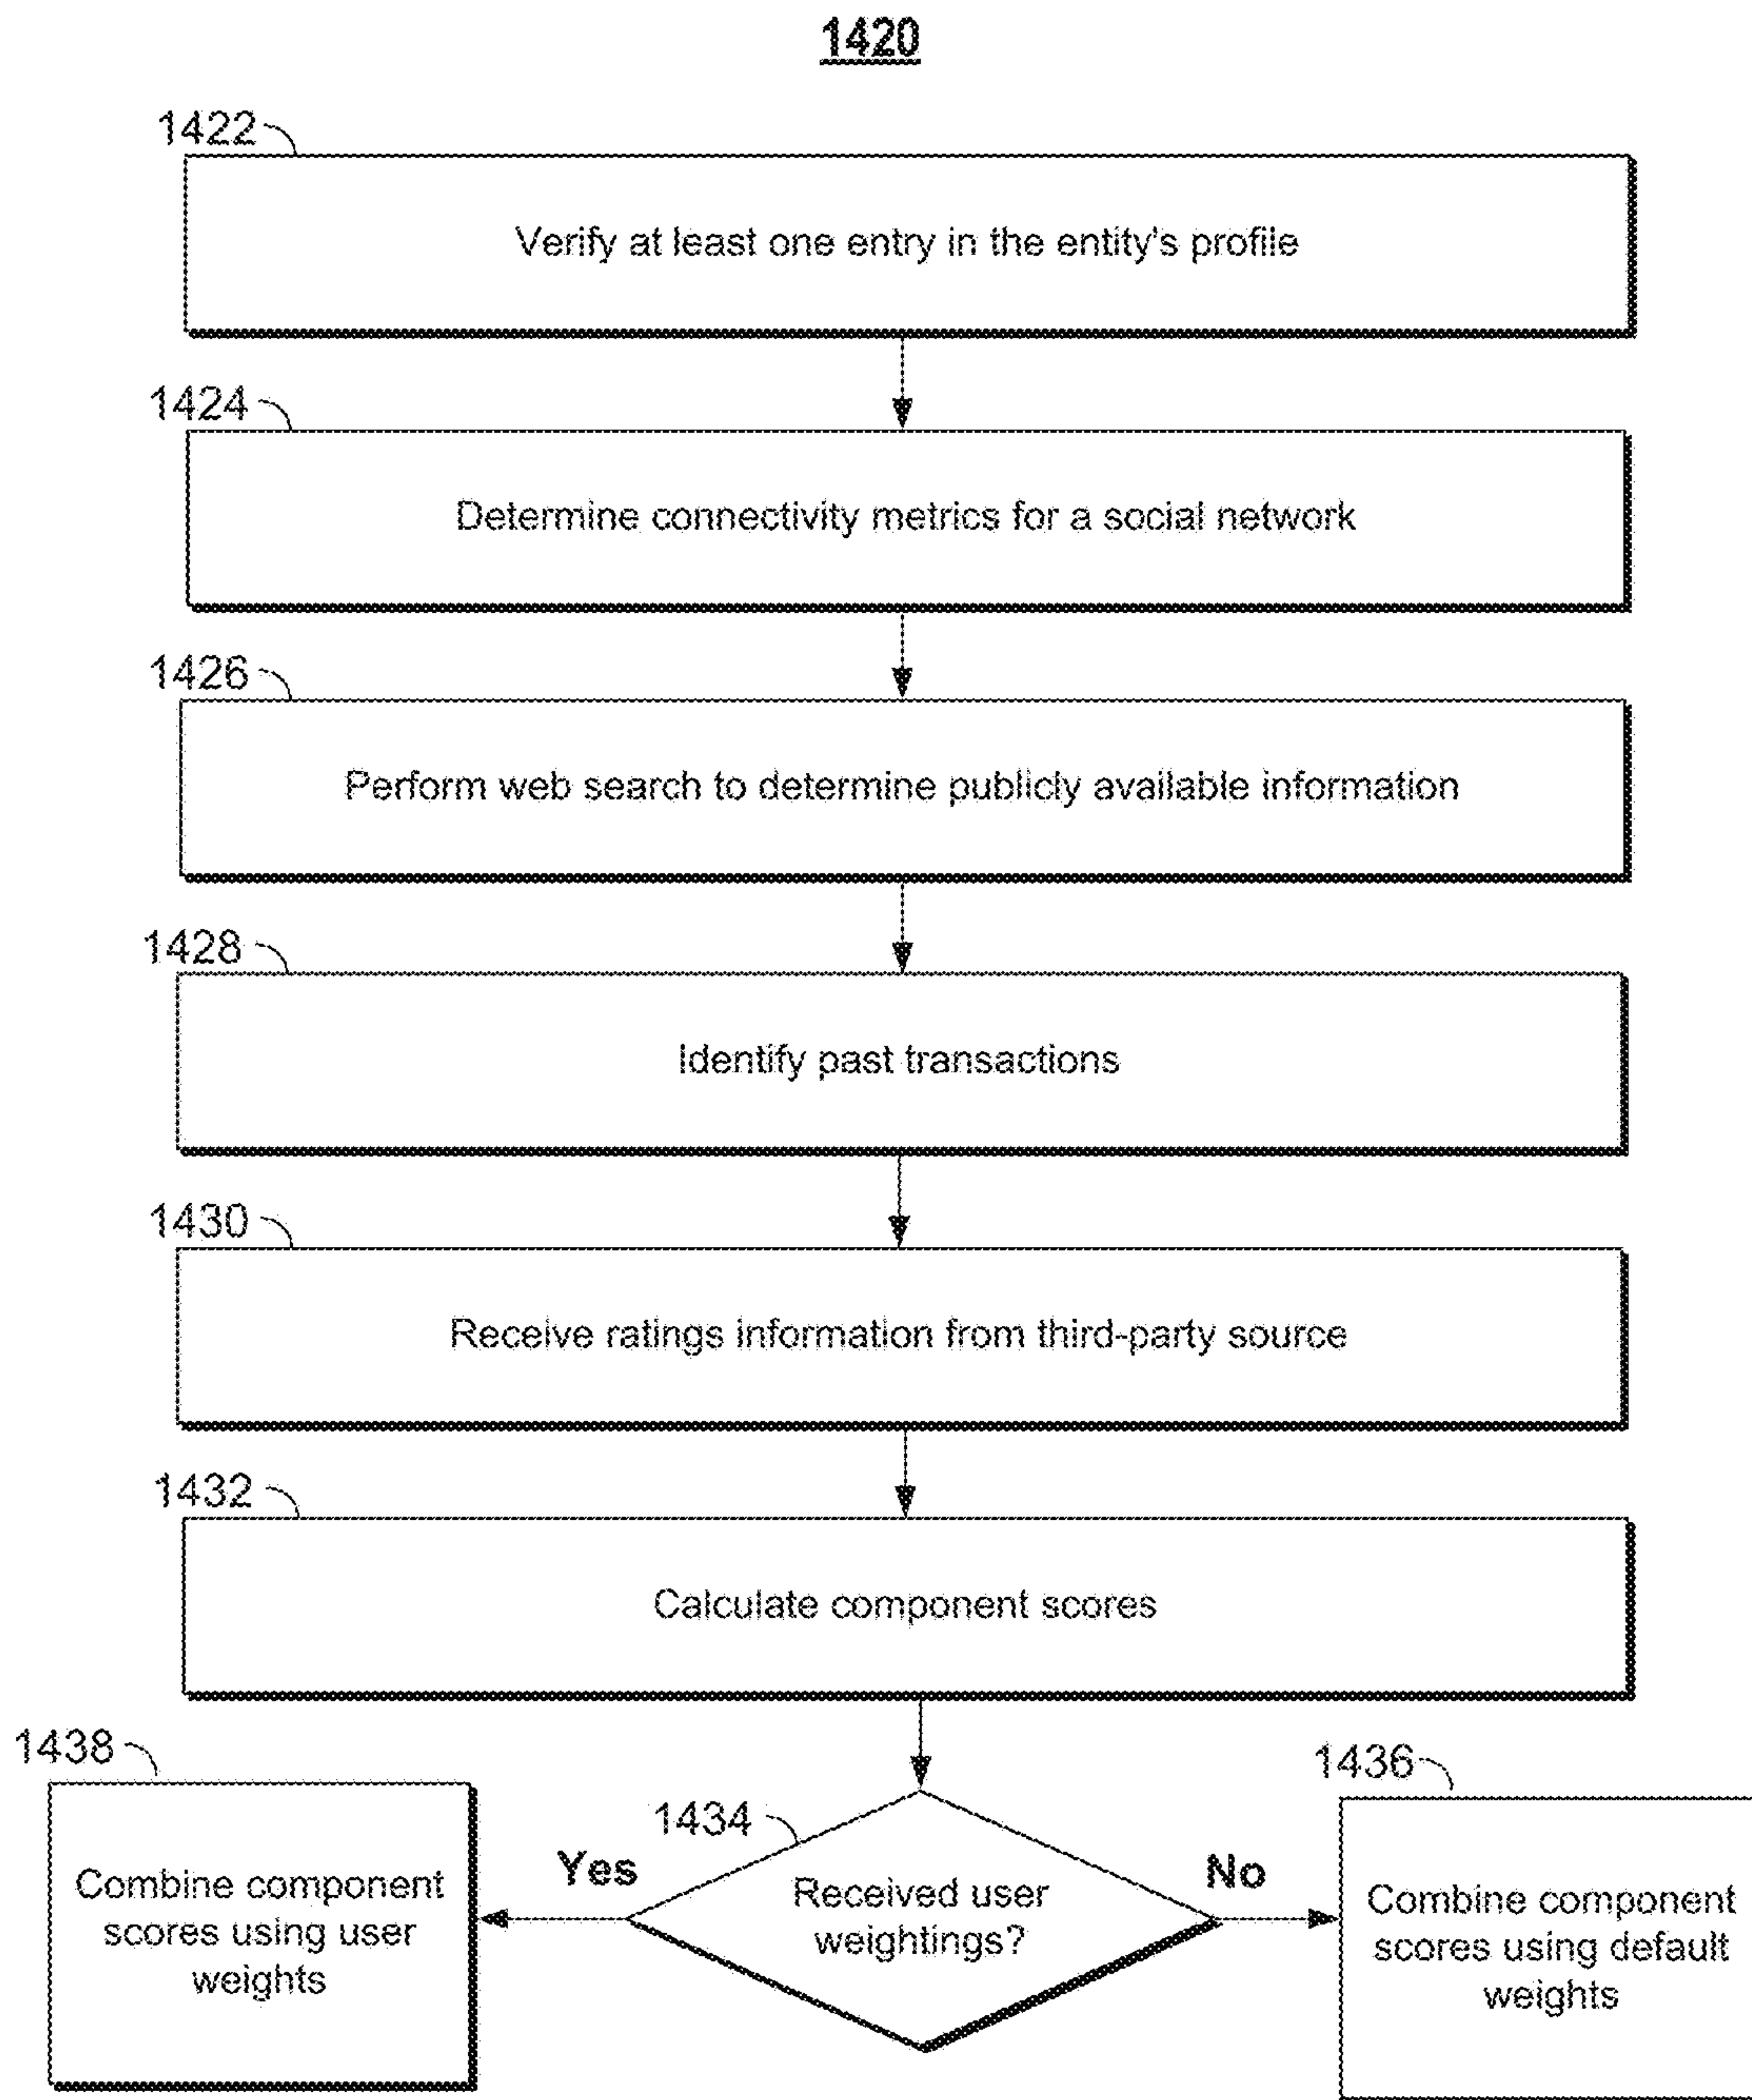 1420
1422
Verify at least one entry in the entity's profile
1424
Determine connectivity metrics for a social network
1426
Perform web search to determine publicly available information
1428
Identify past transactions
1430
Receive ratings information from third-party source
1432
Calculate component scores
1438
Combine component
scores using user
weights
1434
Yes
Received user
weightings?
No
1436
Combine component
scores using default
weights